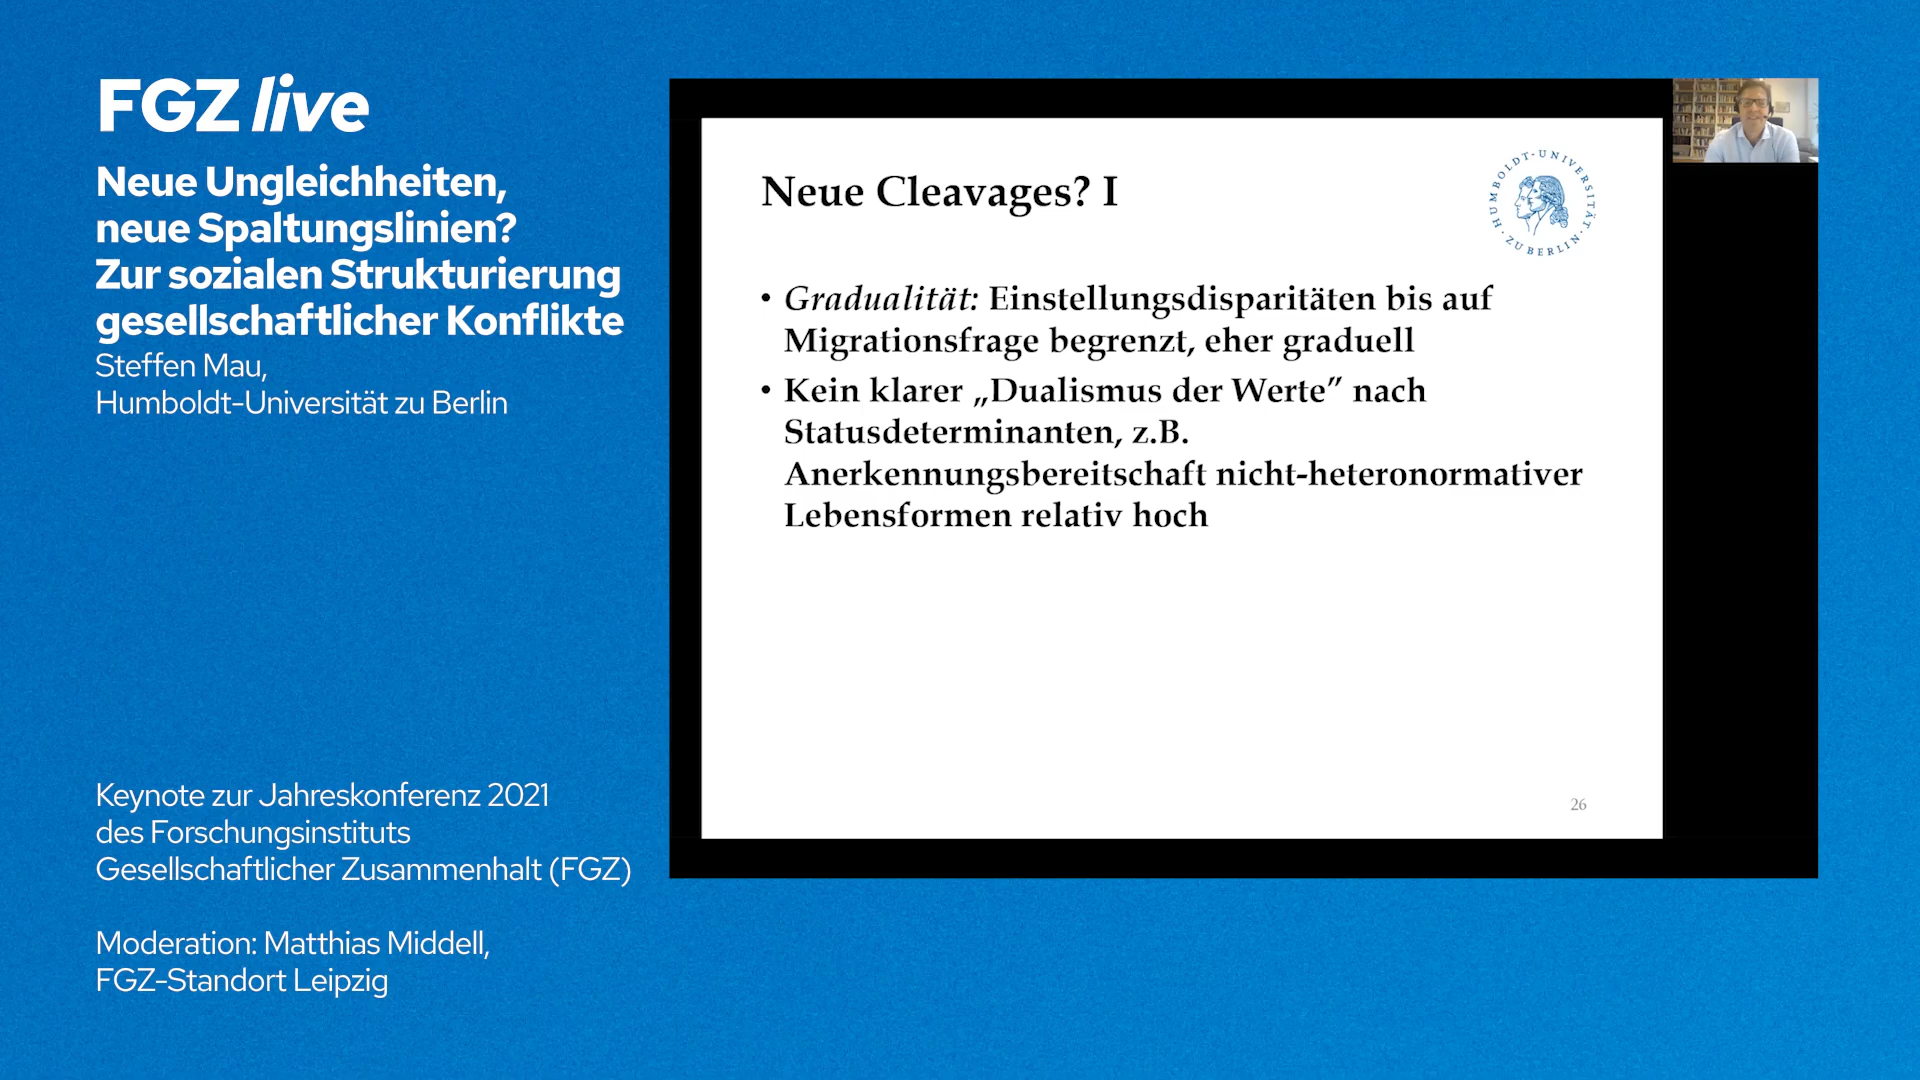 FGZ live
Neue Ungleichheiten,
neue Spaltungslinien?
Zur sozialen Strukturierung
gesellschaftlicher Konflikte
Steffen Mau,
Humboldt-Universität zu Berlin
Keynote zur Jahreskonferenz 2021
des Forschungsinstituts
Gesellschaftlicher Zusammenhalt (FGZ)
Moderation: Matthias Middell,
FGZ-Standort Leipzig
Neue Cleavages? I
HUMBOLDT-UNIVERSITÄT
ZU BERLIN
• Gradualität: Einstellungsdisparitäten bis auf
Migrationsfrage begrenzt, eher graduell
• Kein klarer „Dualismus der Werte” nach
Statusdeterminanten, z.B.
Anerkennungsbereitschaft nicht-heteronormativer
Lebensformen relativ hoch
26